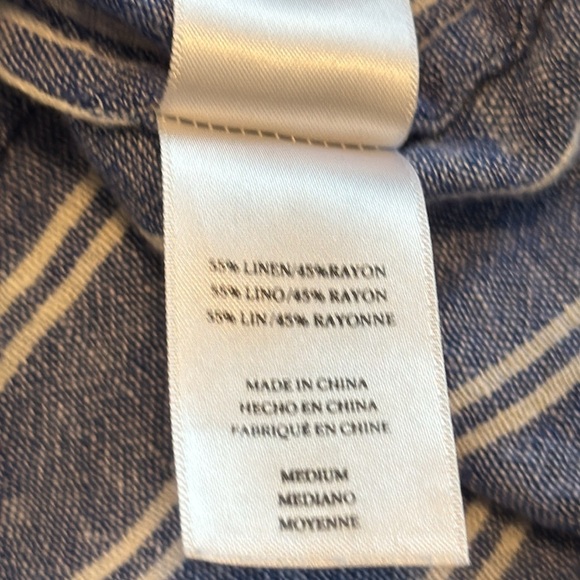 55% LINEN/45%RAYON
55% LINO/45% RAYON
55% LIN/45% RAYONNE
MADE IN CHINA
HECHO EN CHINA
FABRIQUÉ EN CHINE
MEDIUM
MEDIANO
MOYENNE